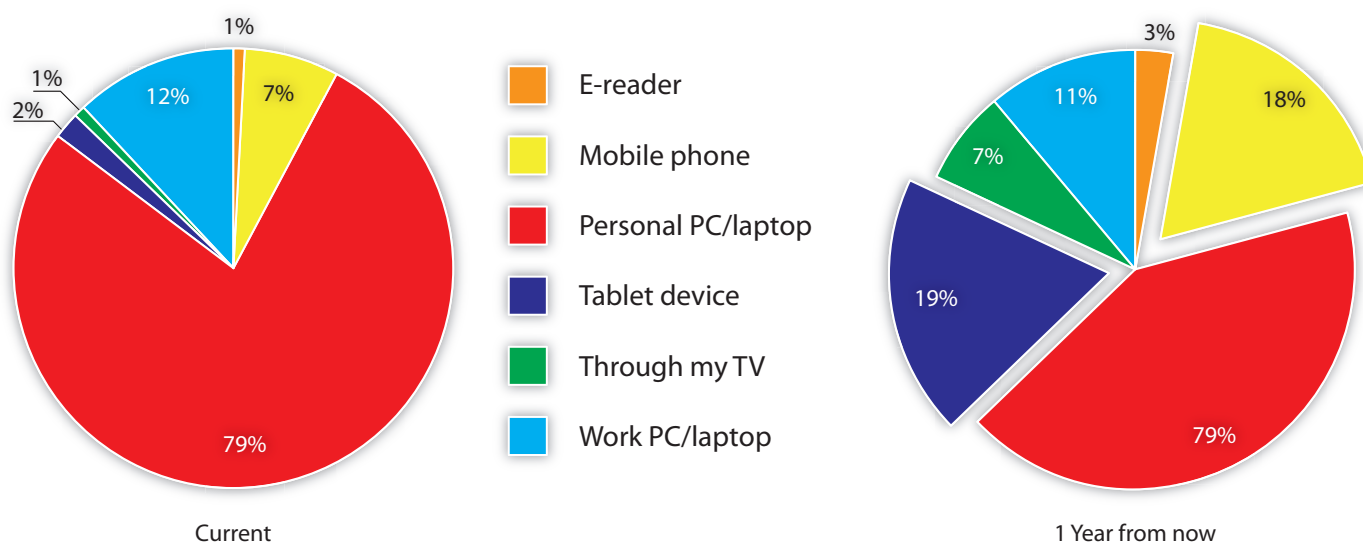 1%
7%
79%
2%
1%
12%
Current
E-reader
Mobile phone
Personal PC/laptop
Tablet device
Through my TV
Work PC/laptop
3%
18%
79%
19%
7%
11%
1 Year from now